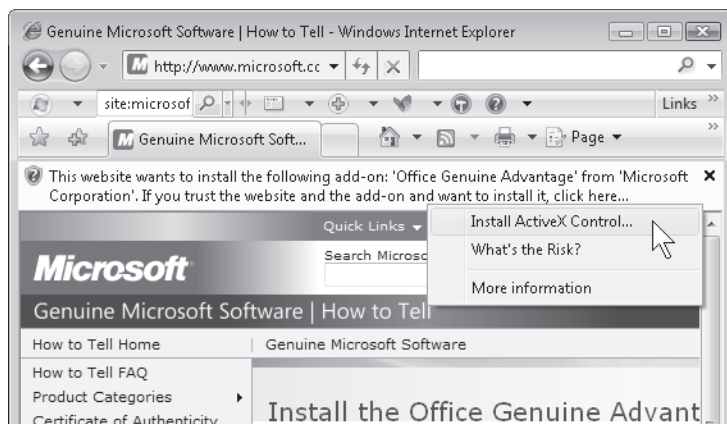 Genuine Microsoft Software | How to Tell - Windows Internet Explorer
http://www.microsoft.cc
site:microsof
Links
Genuine Microsoft Soft...
Page
This website wants to install the following add-on: 'Office Genuine Advantage' from 'Microsoft
Corporation'. If you trust the website and the add-on and want to install it, click here...
Quick Links
Install ActiveX Control...
What's the Risk?
More information
Microsoft
Search Microsc
Genuine Microsoft Software | How to Tell
How to Tell Home
Genuine Microsoft Software
How to Tell FAQ
Product Categories
Certificate of Authenticity
Install the Office Genuine Advant